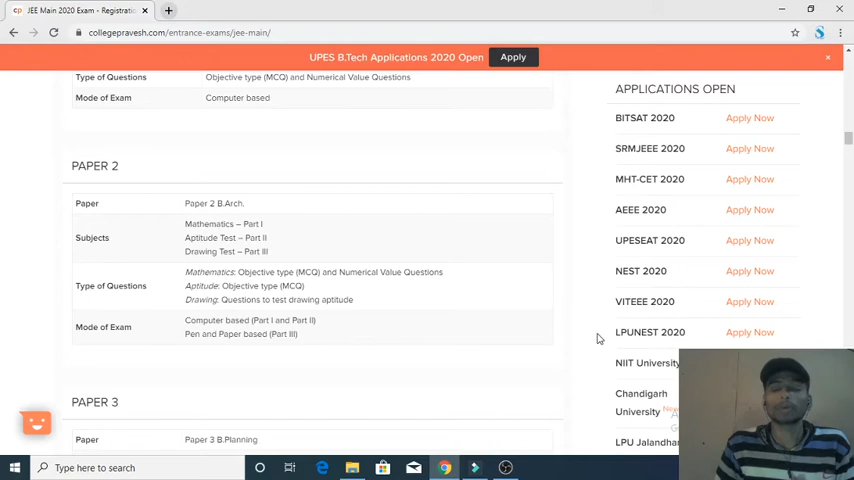 JEE Main 2020 Exam - Registratio
collegepravesh.com/entrance-exams/jee-main/
UPES B.Tech Applications 2020 Open
Apply
Type of Questions
Objective type (MCQ) and Numerical Value Questions
Mode of Exam
Computer based
PAPER 2
Paper
Paper 2 B.Arch.
Subjects
Mathematics – Part I
Aptitude Test – Part II
Drawing Test – Part III
Type of Questions
Mathematics: Objective type (MCQ) and Numerical Value Questions
Aptitude: Objective type (MCQ)
Drawing: Questions to test drawing aptitude
Mode of Exam
Computer based (Part I and Part II)
Pen and Paper based (Part III)
PAPER 3
Paper
Paper 3 B.Planning
APPLICATIONS OPEN
BITSAT 2020 Apply Now
SRMJEEE 2020 Apply Now
MHT-CET 2020 Apply Now
AEEE 2020 Apply Now
UPESEAT 2020 Apply Now
NEST 2020 Apply Now
VITEEE 2020 Apply Now
LPUNEST 2020 Apply Now
NIIT University
Chandigarh
University New
LPU Jalandhar
Type here to search